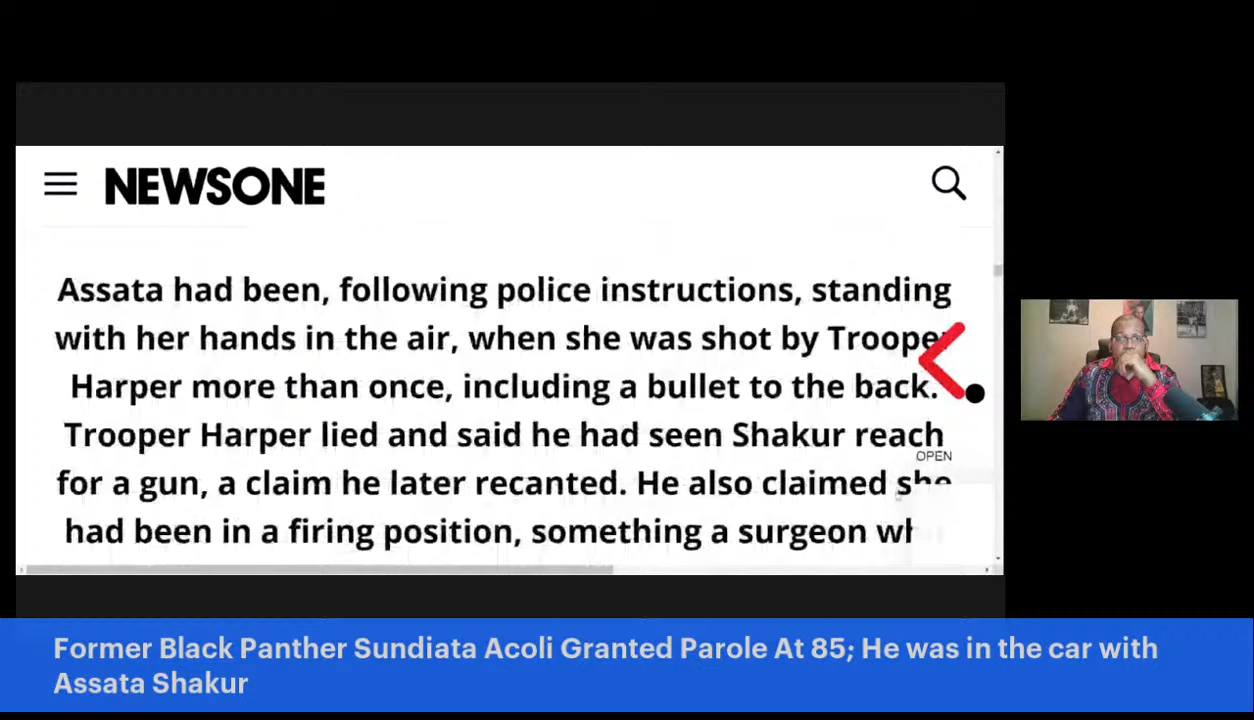 NEWSONE
Assata had been, following police instructions, standing
with her hands in the air, when she was shot by Trooper
Harper more than once, including a bullet to the back.
Trooper Harper lied and said he had seen Shakur reach
OPEN
for a gun, a claim he later recanted. He also claimed she
had been in a firing position, something a surgeon
Former Black Panther Sundiata Acoli Granted Parole At 85; He was in the car with
Assata Shakur